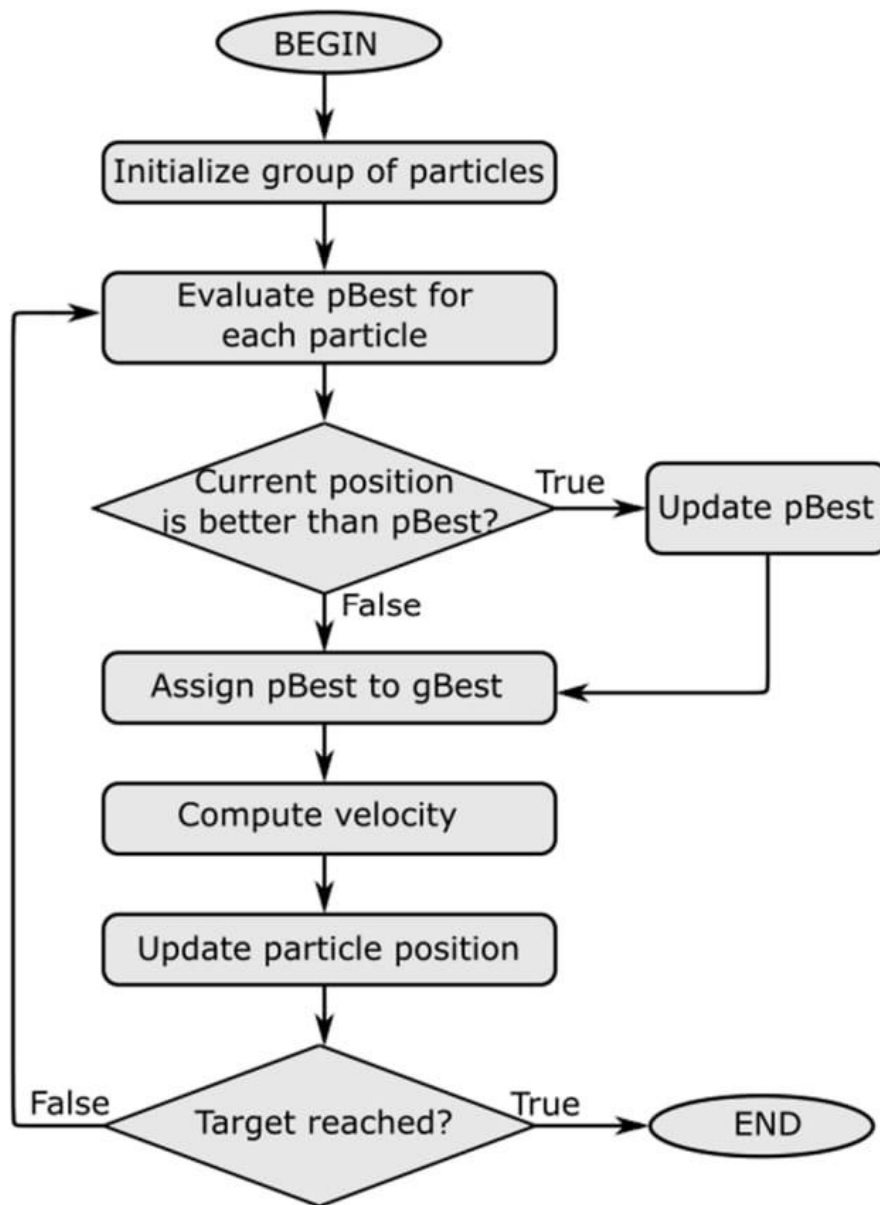 BEGIN
Initialize group of particles
Evaluate pBest for
each particle
Current position
is better than pBest?
True
Update pBest
False
Assign pBest to gBest
Compute velocity
Update particle position
False
Target reached?
True
END